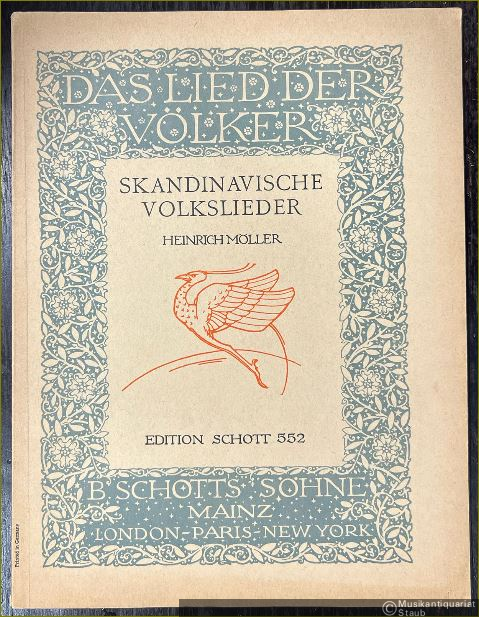 DAS LIED DER
VÖLKER
SKANDINAVISCHE
VOLKSLIEDER
HEINRICH MÖLLER
EDITION SCHOTT 552
B. SCHOTTS' SÖHNE
MAINZ
LONDON-PARIS-NEW YORK
Printed in Germany
© Musikantiquariat
Staub